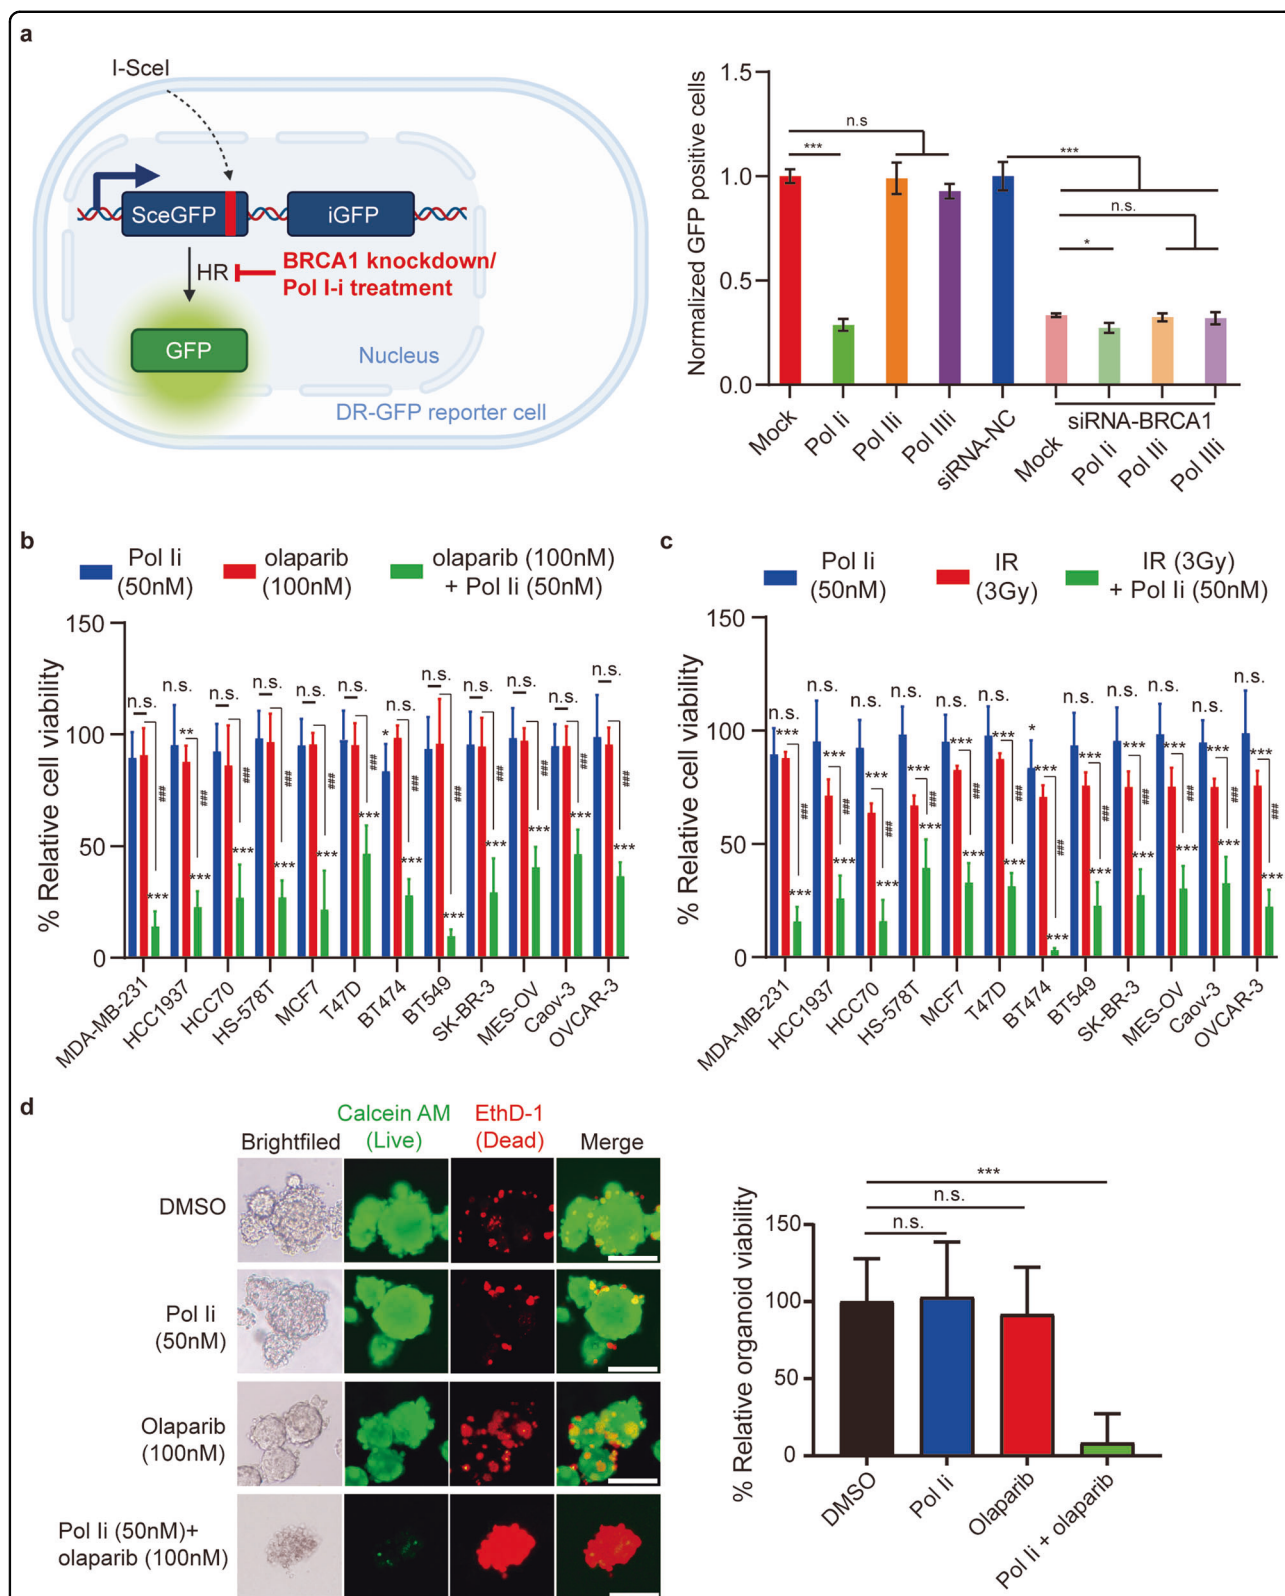 a
I-SceI
SceGFP
iGFP
HR
BRCA1 knockdown/
Pol I-i treatment
GFP
Nucleus
DR-GFP reporter cell
Normalized GFP positive cells
1.5
1.0
0.5
0.0
n.s
***
***
n.s.
*
Mock
Pol Ii
Pol IIi
Pol IIIi
siRNA-NC
siRNA-BRCA1
Mock
Pol Ii
Pol IIi
Pol IIIi
b
Pol Ii
(50nM)
olaparib
(100nM)
olaparib (100nM)
+ Pol Ii (50nM)
% Relative cell viability
150
100
50
0
n.s.
n.s.
n.s.
n.s.
n.s.
n.s.
n.s.
n.s.
n.s.
n.s.
n.s.
n.s.
**
*
###
###
###
###
###
###
###
###
###
###
###
###
***
***
***
***
***
***
***
***
***
***
***
***
MDA-MB-231
HCC1937
HCC70
HS-578T
MCF7
T47D
BT474
BT549
SK-BR-3
MES-OV
Caov-3
OVCAR-3
c
Pol Ii
(50nM)
IR
(3Gy)
IR (3Gy)
+ Pol Ii (50nM)
% Relative cell viability
150
100
50
0
n.s.
n.s.
n.s.
n.s.
n.s.
n.s.
*
n.s.
n.s.
n.s.
n.s.
n.s.
***
***
***
***
***
***
***
***
***
***
***
***
###
###
###
###
###
###
###
###
###
###
###
###
***
***
***
***
***
***
***
***
***
***
***
***
MDA-MB-231
HCC1937
HCC70
HS-578T
MCF7
T47D
BT474
BT549
SK-BR-3
MES-OV
Caov-3
OVCAR-3
d
Brightfiled
Calcein AM
(Live)
EthD-1
(Dead)
Merge
DMSO
Pol Ii
(50nM)
Olaparib
(100nM)
Pol Ii (50nM)+
olaparib (100nM)
% Relative organoid viability
150
100
50
0
***
n.s.
n.s.
DMSO
Pol Ii
Olaparib
Pol Ii + olaparib